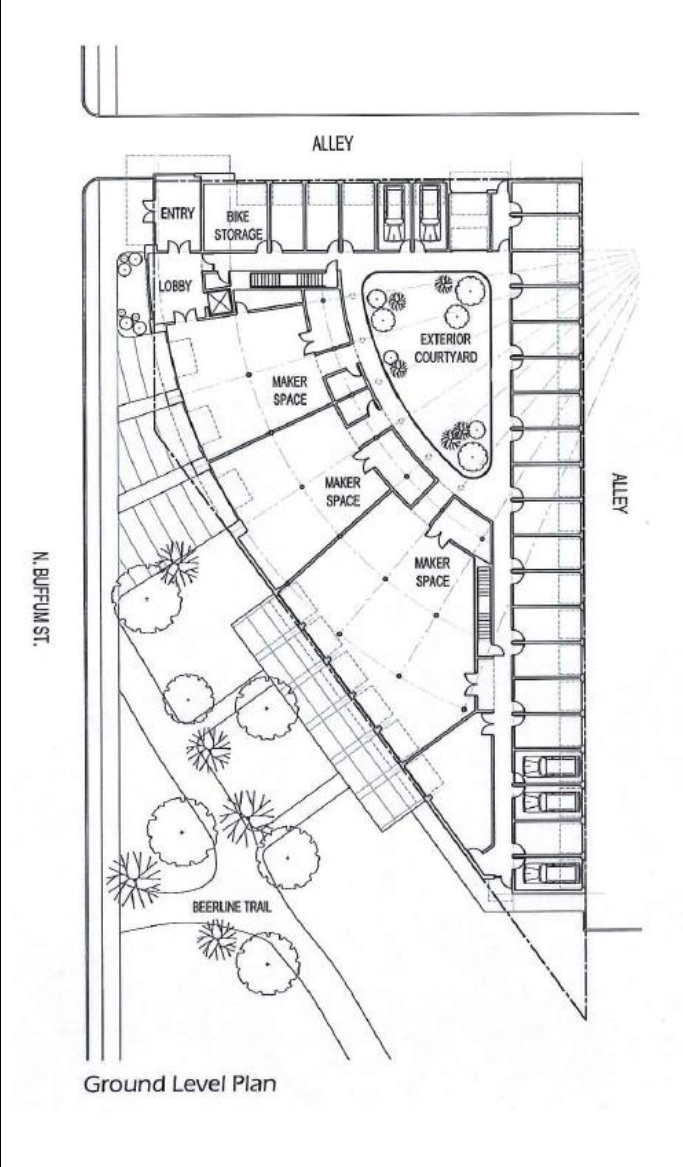 ALLEY
ENTRY
BIKE
STORAGE
LOBBY
EXTERIOR
COURTYARD
MAKER
SPACE
MAKER
SPACE
ALLEY
MAKER
SPACE
N. BUFFUM ST.
BEERLINE TRAIL
Ground Level Plan